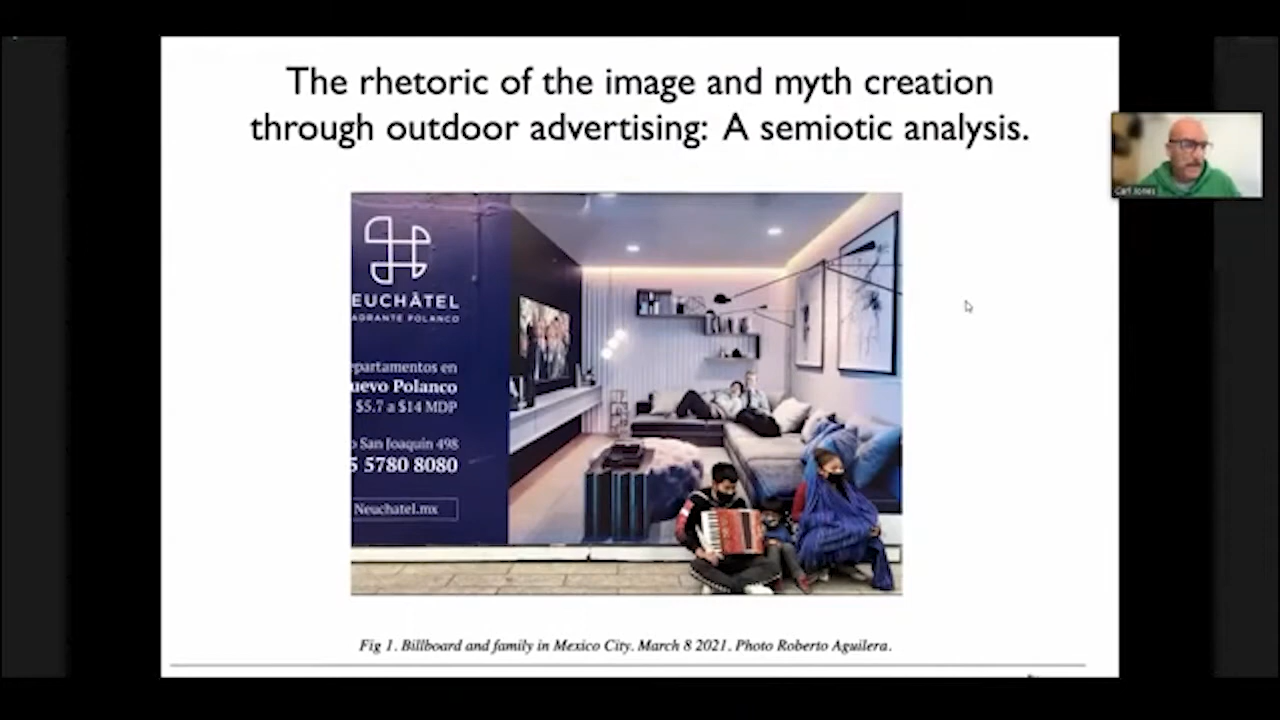 The rhetoric of the image and myth creation
through outdoor advertising: A semiotic analysis.
Carl Jones
EUCHÂTEL
ADRANTE POLANCO
epartamentos en
uevo Polanco
$5.7 a $14 MDP
o San Joaquín 498
5 5780 8080
Neuchatel.mx
Fig 1. Billboard and family in Mexico City. March 8 2021. Photo Roberto Aguilera.